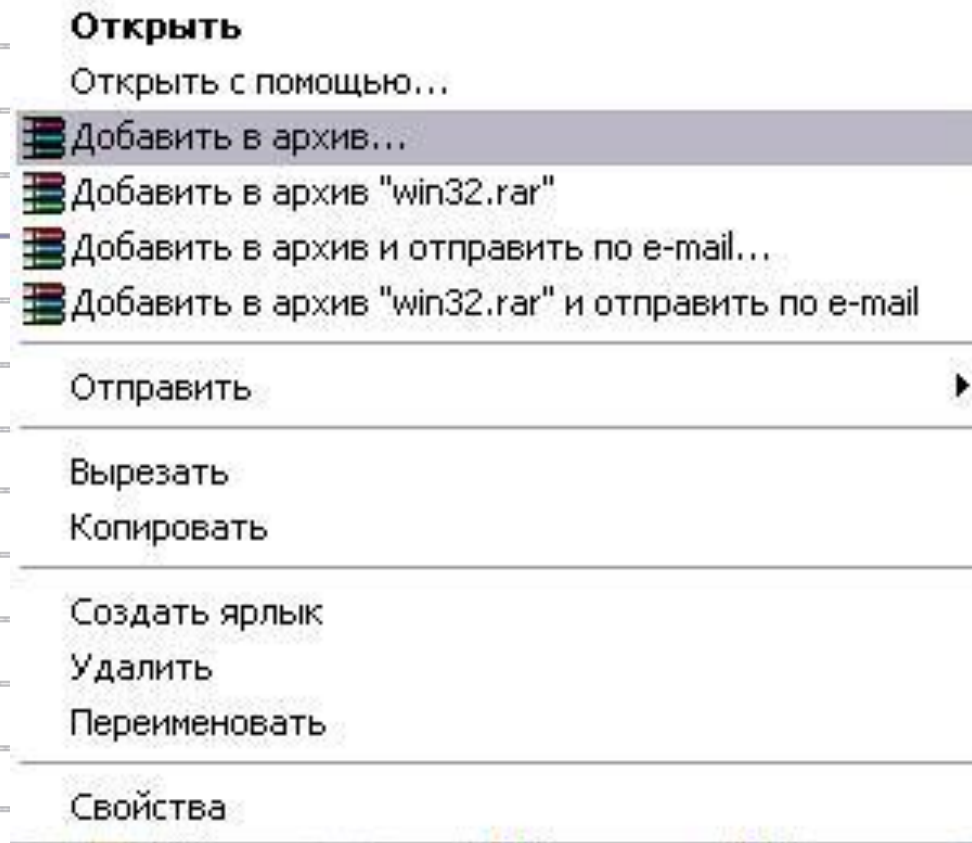 Открыть
Открыть с помощью...
Добавить в архив...
Добавить в архив "win32.rar"
Добавить в архив и отправить по e-mail...
Добавить в архив "win32.rar" и отправить по e-mail
Отправить
Вырезать
Копировать
Создать ярлык
Удалить
Переименовать
Свойства